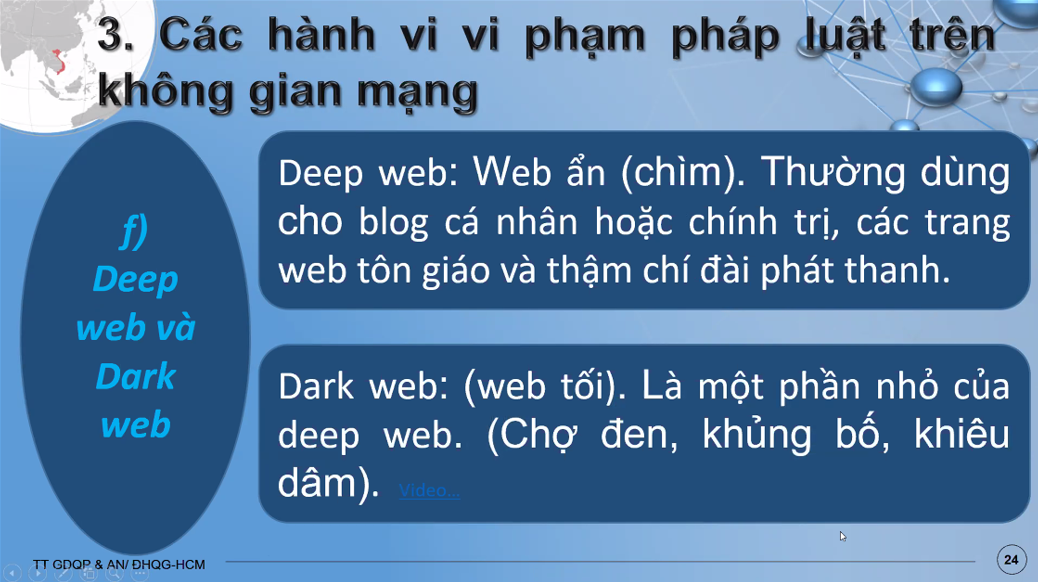 3. Các hành vi vi phạm pháp luật trên
không gian mạng
f)
Deep
web và
Dark
web
Deep web: Web ẩn (chìm). Thường dùng
cho blog cá nhân hoặc chính trị, các trang
web tôn giáo và thậm chí đài phát thanh.
Dark web: (web tối). Là một phần nhỏ của
deep web. (Chợ đen, khủng bố, khiêu
dâm). Video...
TT GDQP & AN/ ĐHQG-HCM
24